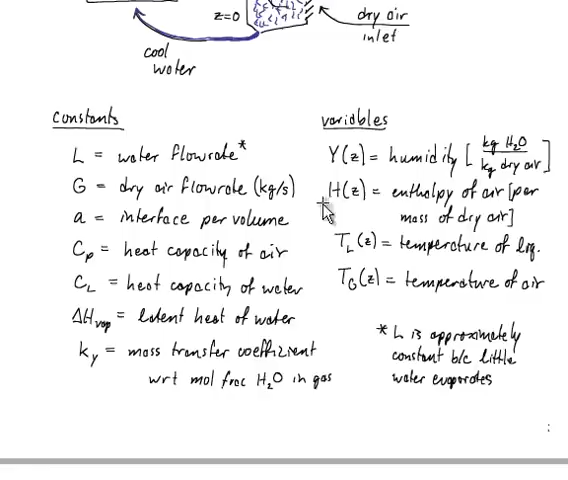 z=0
dry air
inlet
cool
water
constants
L = water flowrate*
G = dry air flowrate (kg/s)
a = interface per volume
Cp = heat capacity of air
CL = heat capacity of water
ΔHvap = latent heat of water
ky = mass transfer coefficient
wrt mol frac H2O in gas
variables
Y(z) = humidity [kg H2O / kg dry air]
H(z) = enthalpy of air [per
mass of dry air]
TL(z) = temperature of liq.
TG(z) = temperature of air
* L is approximately
constant b/c little
water evaporates